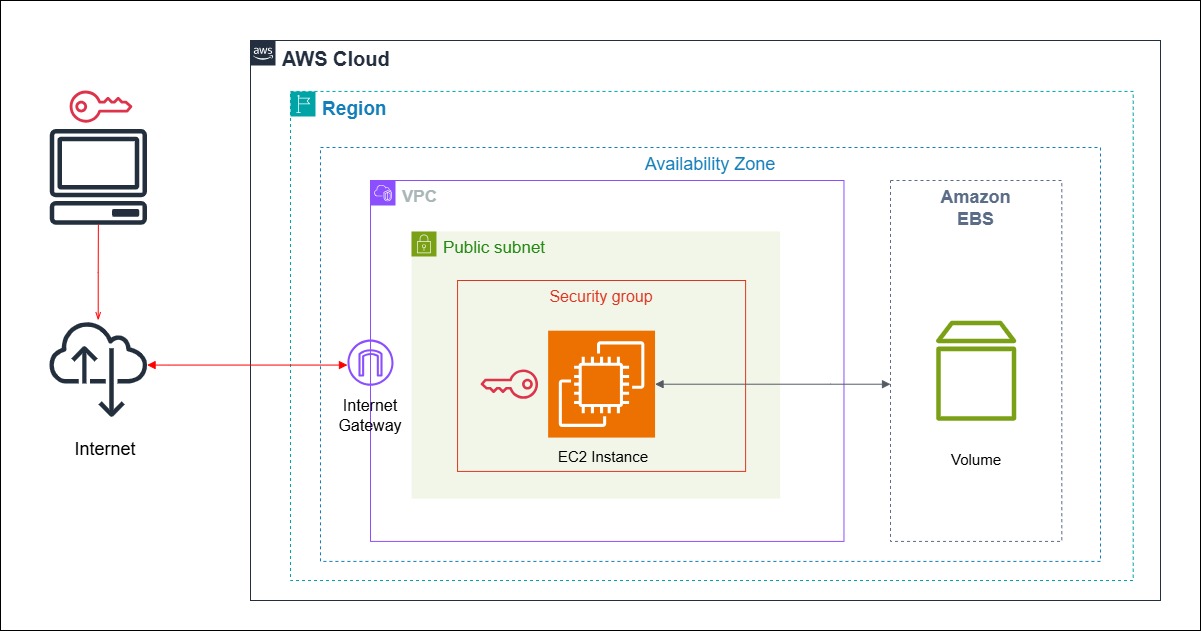 aws
AWS Cloud
Region
Availability Zone
VPC
Amazon
EBS
Public subnet
Security group
Internet
Gateway
EC2 Instance
Internet
Volume